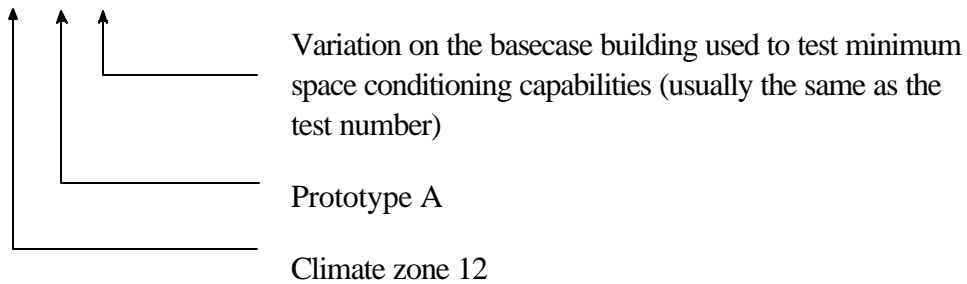 Variation on the basecase building used to test minimum
space conditioning capabilities (usually the same as the
test number)
Prototype A
Climate zone 12